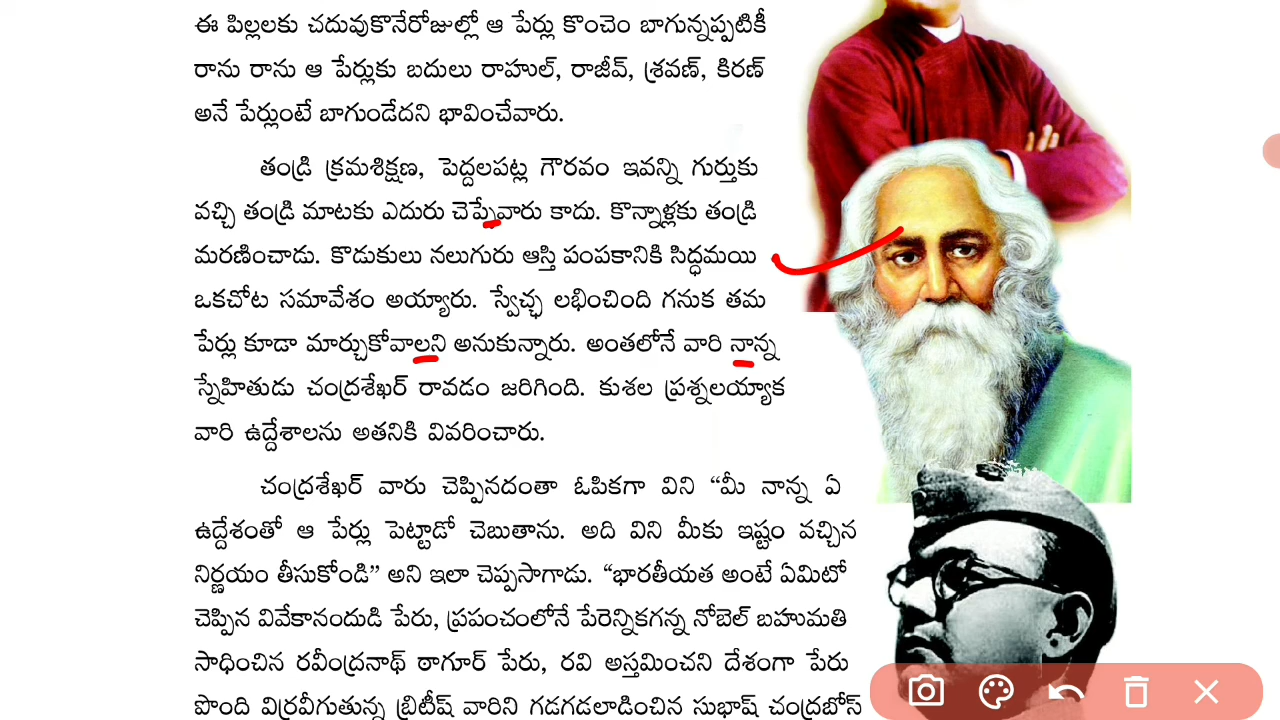 ఈ పిల్లలకు చదువుకొనేరోజుల్లో ఆ పేర్లు కొంచెం బాగున్నప్పటికీ
రాను రాను ఆ పేర్లుకు బదులు రాహుల్, రాజీవ్, శ్రవణ్, కిరణ్
అనే పేర్లుంటే బాగుండేదని భావించేవారు.
తండ్రి క్రమశిక్షణ, పెద్దలపట్ల గౌరవం ఇవన్ని గుర్తుకు
వచ్చి తండ్రి మాటకు ఎదురు చెప్పేవారు కాదు. కొన్నాళ్లకు తండ్రి
మరణించాడు. కొడుకులు నలుగురు ఆస్తి పంపకానికి సిద్ధమయి
ఒకచోట సమావేశం అయ్యారు. స్వేచ్ఛ లభించింది గనుక తమ
పేర్లు కూడా మార్చుకోవాలని అనుకున్నారు. అంతలోనే వారి నాన్న
స్నేహితుడు చంద్రశేఖర్ రావడం జరిగింది. కుశల ప్రశ్నలయ్యాక
వారి ఉద్దేశాలను అతనికి వివరించారు.
చంద్రశేఖర్ వారు చెప్పినదంతా ఓపికగా విని “మీ నాన్న ఏ
ఉద్దేశంతో ఆ పేర్లు పెట్టాడో చెబుతాను. అది విని మీకు ఇష్టం వచ్చిన
నిర్ణయం తీసుకోండి” అని ఇలా చెప్పసాగాడు. “భారతీయత అంటే ఏమిటో
చెప్పిన వివేకానందుడి పేరు, ప్రపంచంలోనే పేరెన్నికగన్న నోబెల్ బహుమతి
సాధించిన రవీంద్రనాథ్ ఠాగూర్ పేరు, రవి అస్తమించని దేశంగా పేరు
పొంది విర్రవీగుతున్న బ్రిటీష్ వారిని గడగడలాడించిన సుభాష్ చంద్రబోస్